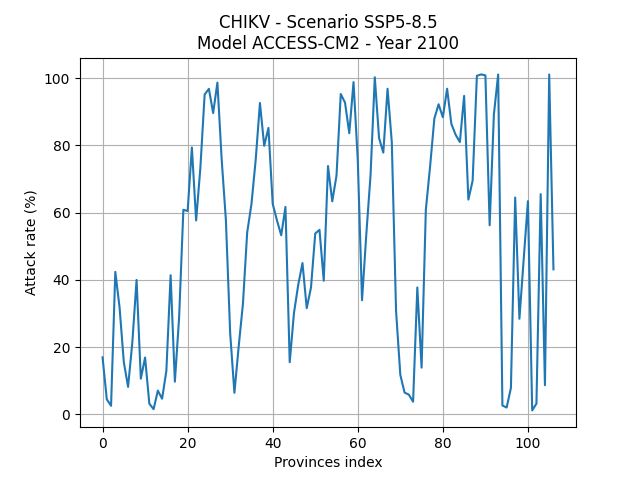 CHIKV - Scenario SSP5-8.5
Model ACCESS-CM2 - Year 2100
100
80
60
40
20
0
Attack rate (%)
0 20 40 60 80 100
Provinces index